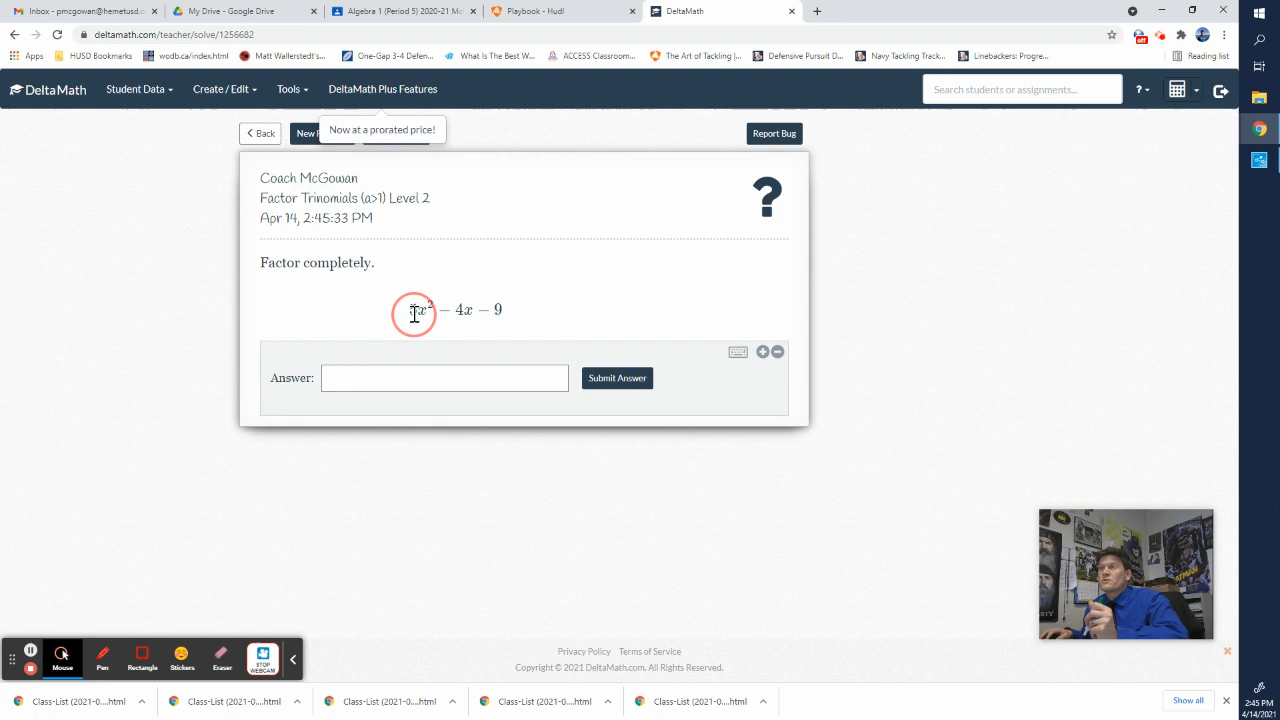 Inbox - pmcgowan@hemetusd.o
My Drive - Google Drive
Algebra 1 (Period 5) 2020-21 Mc
Playbook - Hud!
DeltaMath
deltamath.com/teacher/solve/1256682
Apps
HUSD Bookmarks
wodb.ca/index.html
Matt Wallerstedt's...
One-Gap 3-4 Defen...
What Is The Best W...
ACCESS Classroom...
The Art of Tackling |...
Defensive Pursuit D...
Navy Tackling Track...
Linebackers: Progre...
Reading list
DeltaMath
Student Data
Create / Edit
Tools
DeltaMath Plus Features
Search students or assignments...
?
Now at a prorated price!
Back
New
Report Bug
Coach McGowan
Factor Trinomials (a>1) Level 2
Apr 14, 2:45:33 PM
?
Factor completely.
x² − 4x − 9
Answer:
Submit Answer
BATMAN
Mouse
Pen
Rectangle
Stickers
Eraser
STOP WEBCAM
Privacy Policy Terms of Service
Copyright © 2021 DeltaMath.com. All Rights Reserved.
Class-List (2021-0....html
Class-List (2021-0....html
Class-List (2021-0....html
Class-List (2021-0....html
Class-List (2021-0....html
Show all
2:45 PM
4/14/2021